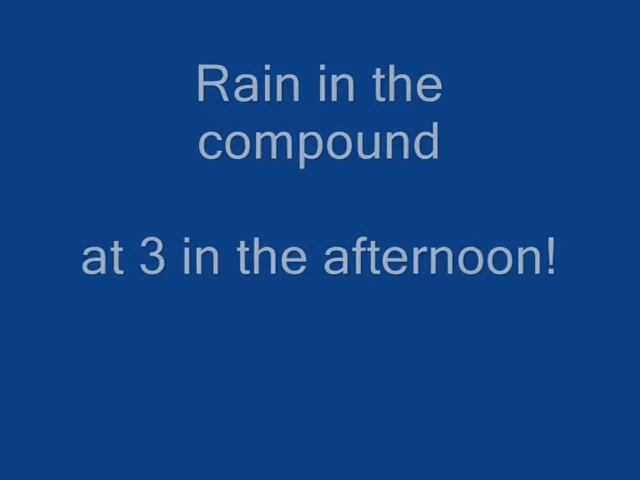 Rain in the
compound
at 3 in the afternoon!